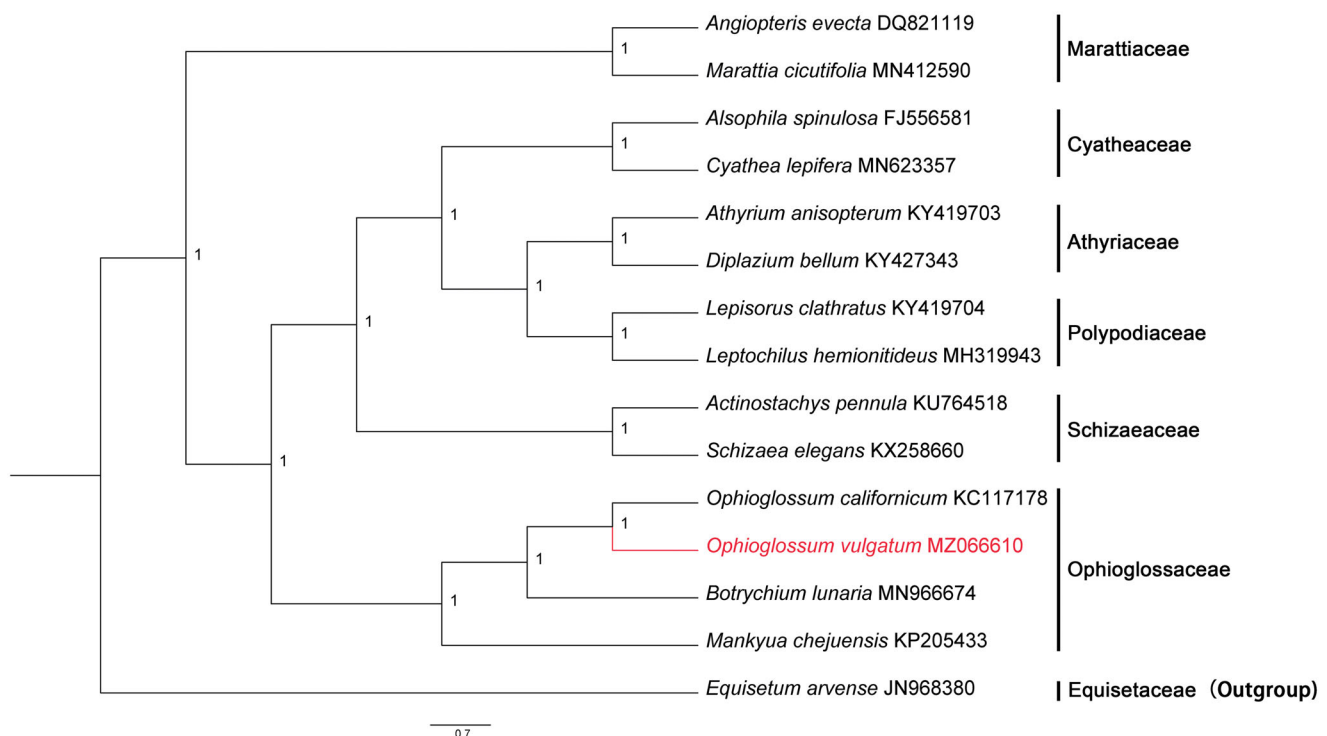 Angiopteris evecta DQ821119
1
Marattiaceae
Marattia cicutifolia MN412590
Alsophila spinulosa FJ556581
1
Cyatheaceae
Cyathea lepifera MN623357
1
Athyrium anisopterum KY419703
1
Athyriaceae
1
Diplazium bellum KY427343
1
Lepisorus clathratus KY419704
1
1
Polypodiaceae
Leptochilus hemionitideus MH319943
Actinostachys pennula KU764518
1
Schizaeaceae
Schizaea elegans KX258660
1
Ophioglossum californicum KC117178
1
Ophioglossum vulgatum MZ066610
1
Ophioglossaceae
Botrychium lunaria MN966674
1
Mankyua chejuensis KP205433
Equisetum arvense JN968380
Equisetaceae（Outgroup)
0.7